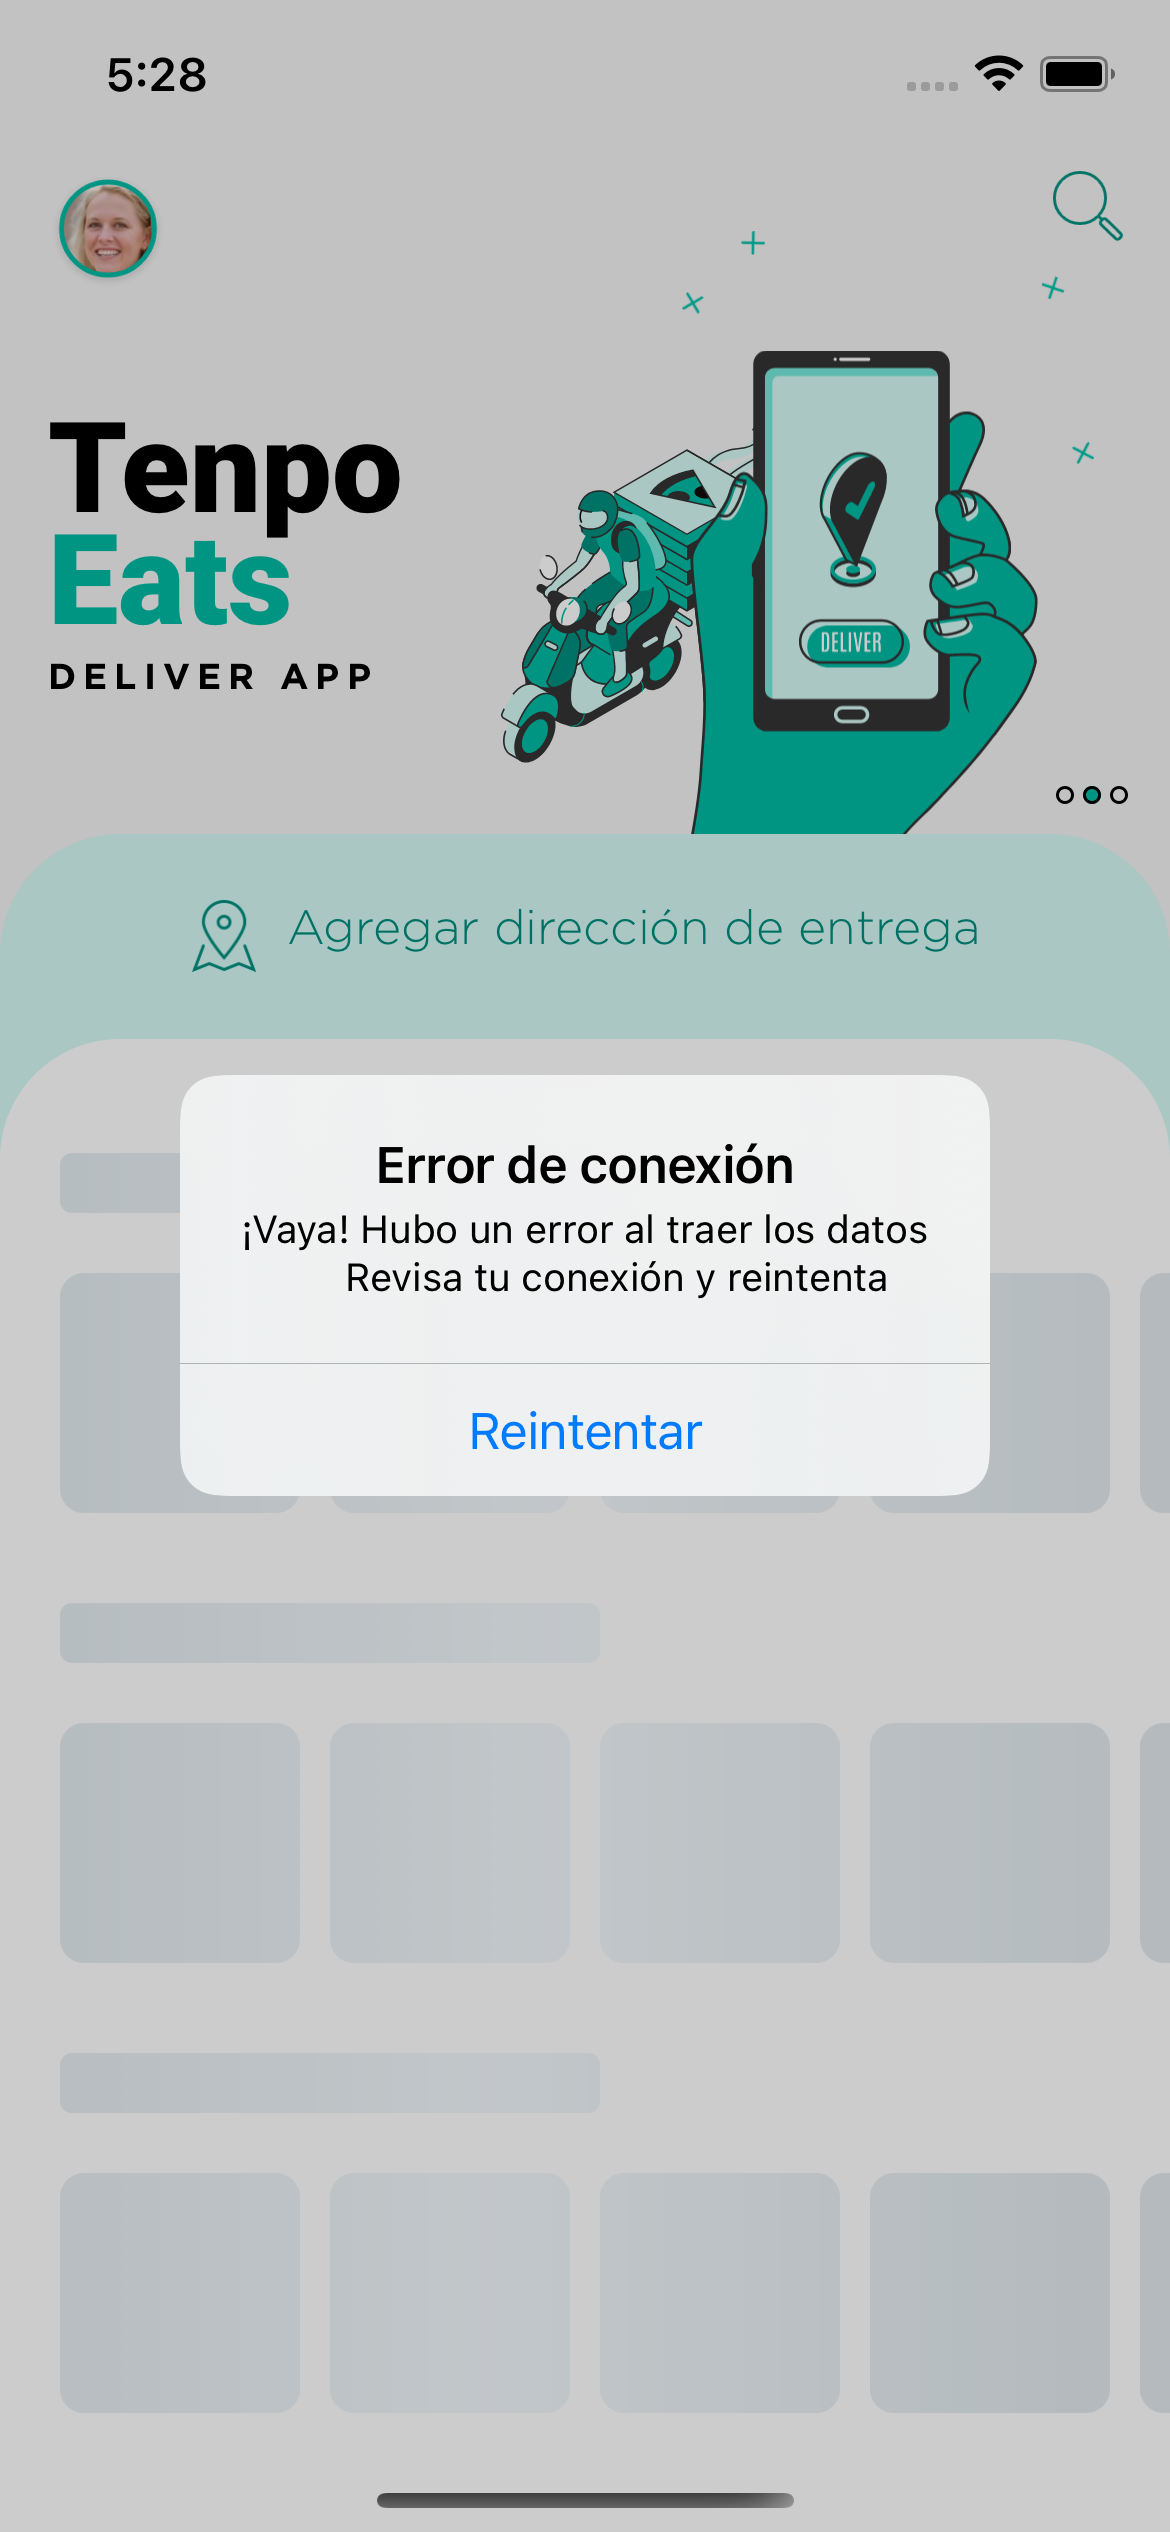 5:28
Tenpo
Eats
DELIVER APP
DELIVER
Agregar dirección de entrega
Error de conexión
¡Vaya! Hubo un error al traer los datos
Revisa tu conexión y reintenta
Reintentar